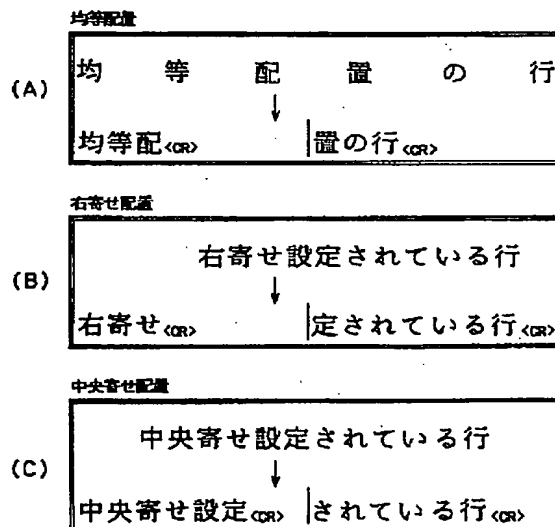 均等配置
(A)
均等配置の行
↓
均等配<CR> 置の行<CR>
右寄せ配置
(B)
右寄せ設定されている行
↓
右寄せ<CR> 定されている行<CR>
中央寄せ配置
(C)
中央寄せ設定されている行
↓
中央寄せ設定<CR> されている行<CR>